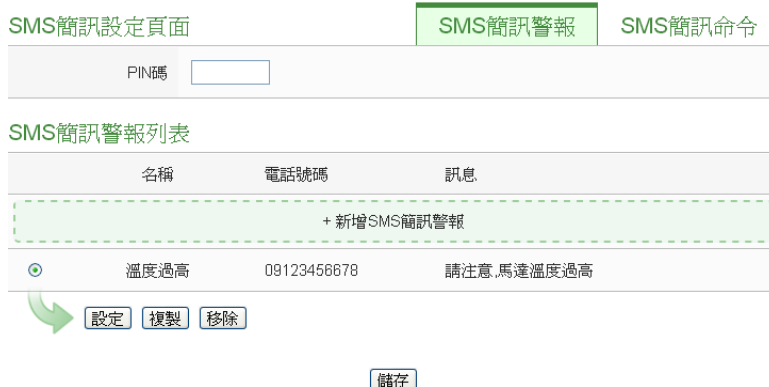 SMS簡訊設定頁面 SMS簡訊警報 SMS簡訊命令
PIN碼
SMS簡訊警報列表
名稱 電話號碼 訊息
+ 新增SMS簡訊警報
溫度過高 09123456678 請注意,馬達溫度過高
設定 複製 移除
儲存